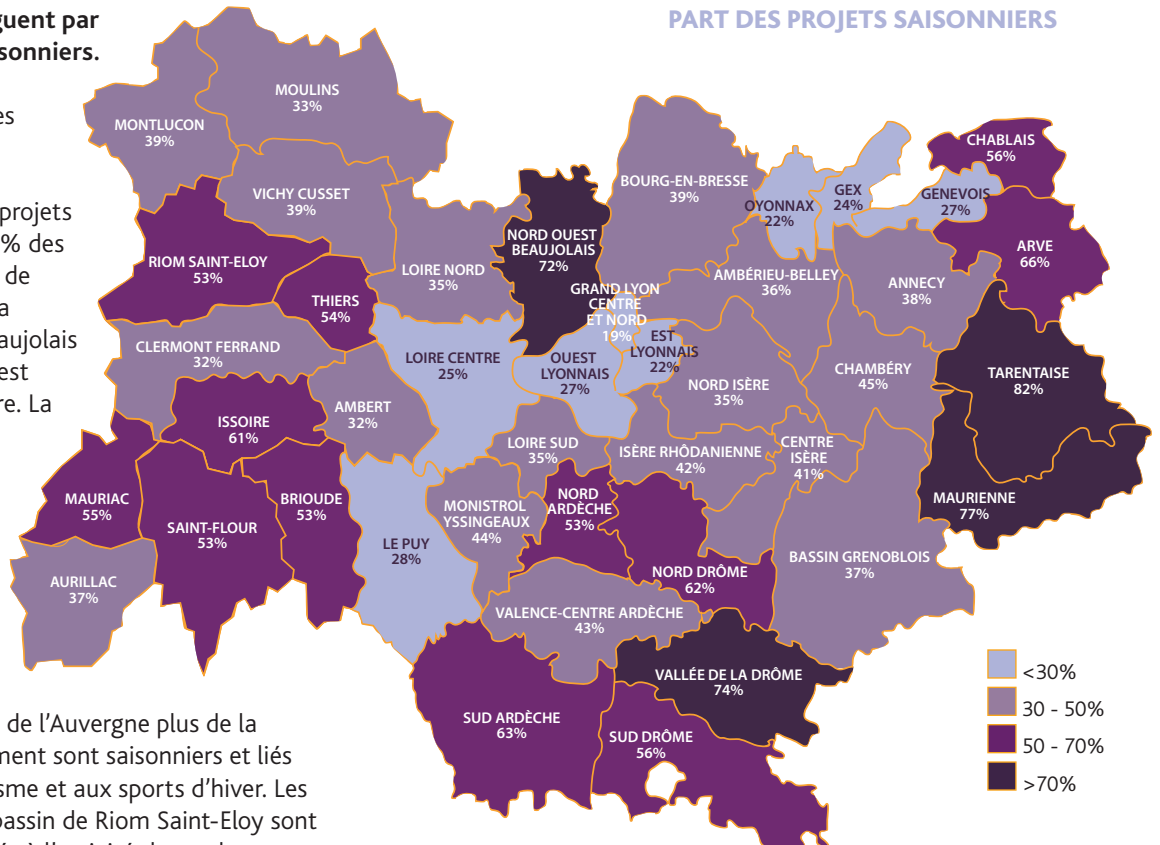 guent par
sonniers.
es
projets
% des
de
a
aujolais
est
re. La
PART DES PROJETS SAISONNIERS
MOULINS
33%
MONTLUCON
39%
VICHY CUSSET
39%
CHABLAIS
56%
BOURG-EN-BRESSE
39%
OYONNAX
22%
GEX
24%
GENEVOIS
27%
NORD OUEST
BEAUJOLAIS
72%
ARVE
66%
RIOM SAINT-ELOY
53%
LOIRE NORD
35%
AMBÉRIEU-BELLEY
36%
ANNECY
38%
THIERS
54%
GRAND LYON
CENTRE
ET NORD
19%
CLERMONT FERRAND
32%
LOIRE CENTRE
25%
OUEST
LYONNAIS
27%
EST
LYONNAIS
22%
NORD ISÈRE
35%
CHAMBÉRY
45%
TARENTAISE
82%
ISSOIRE
61%
AMBERT
32%
LOIRE SUD
35%
ISÈRE RHÔDANIENNE
42%
CENTRE
ISÈRE
41%
MAURIAC
55%
SAINT-FLOUR
53%
BRIOUDE
53%
MONISTROL
YSSINGEAUX
44%
NORD
ARDÈCHE
53%
MAURIENNE
77%
LE PUY
28%
AURILLAC
37%
NORD DRÔME
62%
BASSIN GRENOBLOIS
37%
VALENCE-CENTRE ARDÈCHE
43%
VALLÉE DE LA DRÔME
74%
SUD ARDÈCHE
63%
SUD DRÔME
56%
<30%
30 - 50%
50 - 70%
>70%
de l'Auvergne plus de la
ment sont saisonniers et liés
sme et aux sports d'hiver. Les
bassin de Riom Saint-Eloy sont